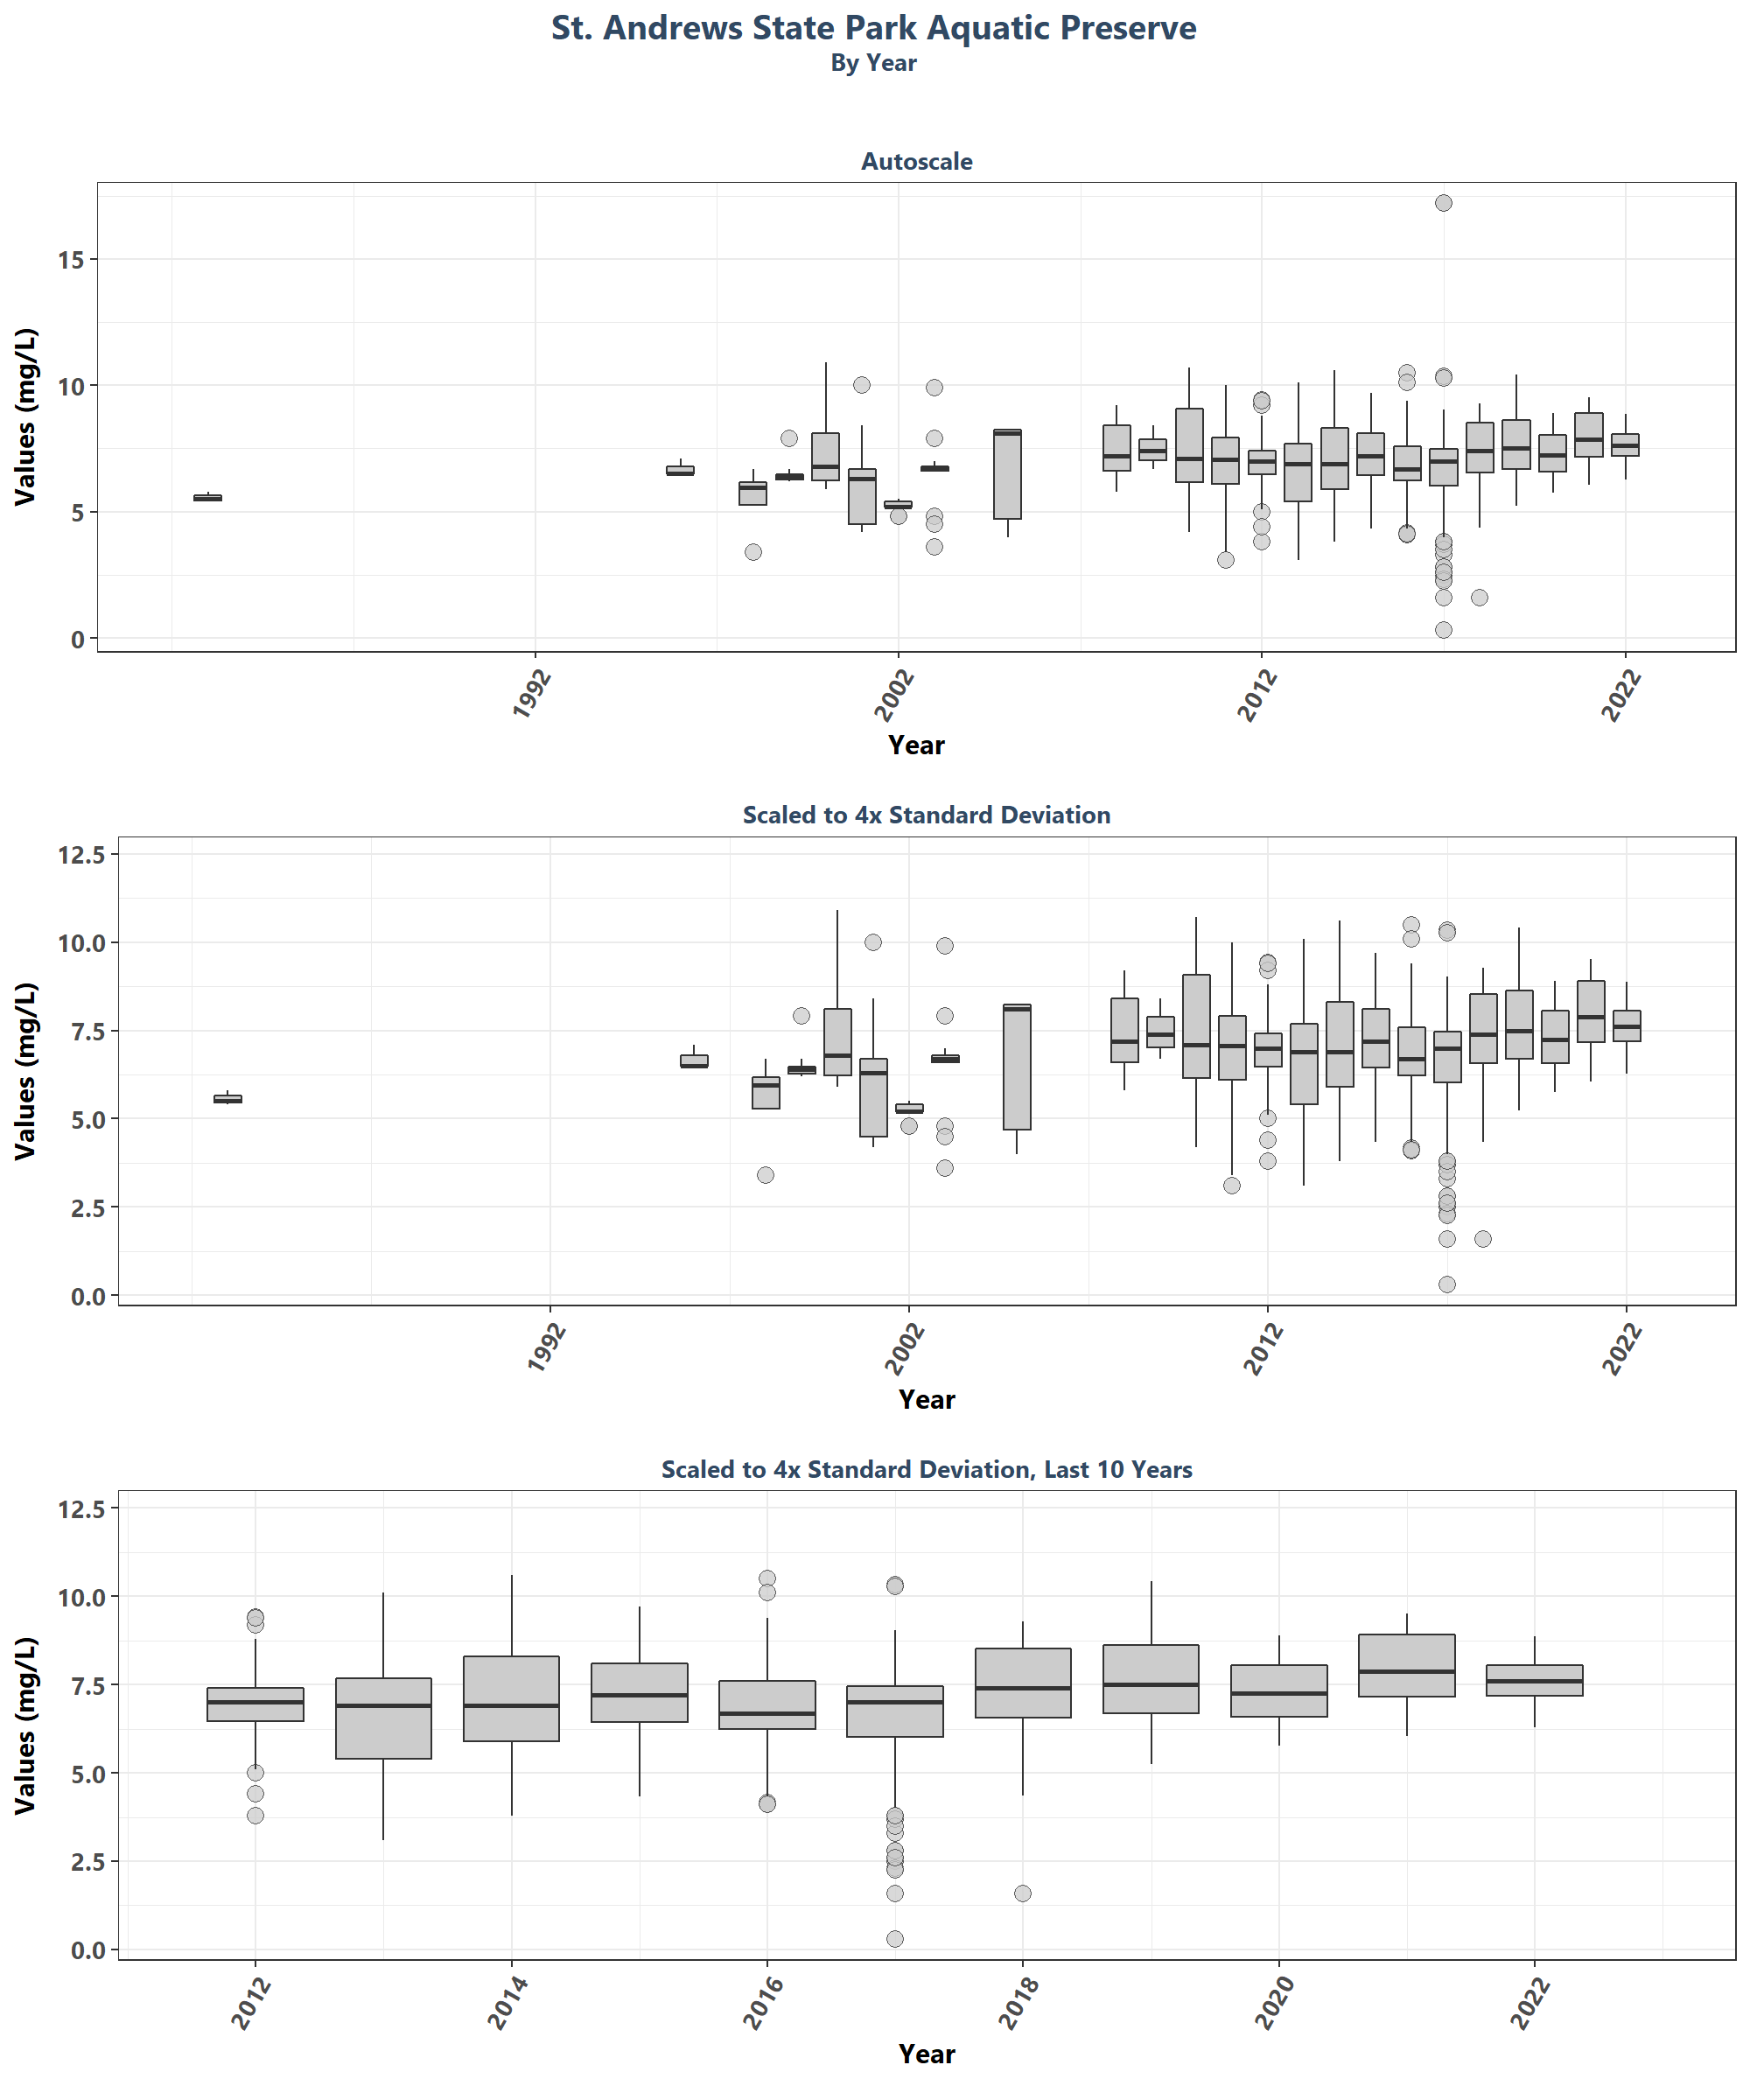 St. Andrews State Park Aquatic Preserve
By Year
Autoscale
Values (mg/L)
15
10
5
0
1992
2002
2012
2022
Year
Scaled to 4x Standard Deviation
Values (mg/L)
12.5
10.0
7.5
5.0
2.5
0.0
1992
2002
2012
2022
Year
Scaled to 4x Standard Deviation, Last 10 Years
Values (mg/L)
12.5
10.0
7.5
5.0
2.5
0.0
2012
2014
2016
2018
2020
2022
Year